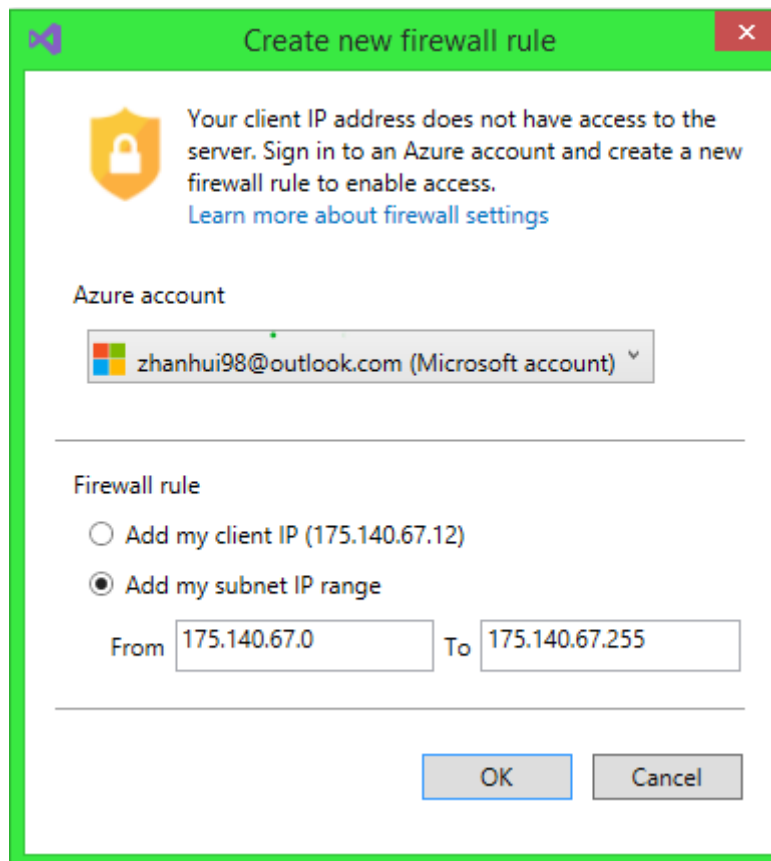 Create new firewall rule
Your client IP address does not have access to the
server. Sign in to an Azure account and create a new
firewall rule to enable access.
Learn more about firewall settings
Azure account
zhanhui98@outlook.com (Microsoft account)
Firewall rule
Add my client IP (175.140.67.12)
Add my subnet IP range
From 175.140.67.0 To 175.140.67.255
OK Cancel